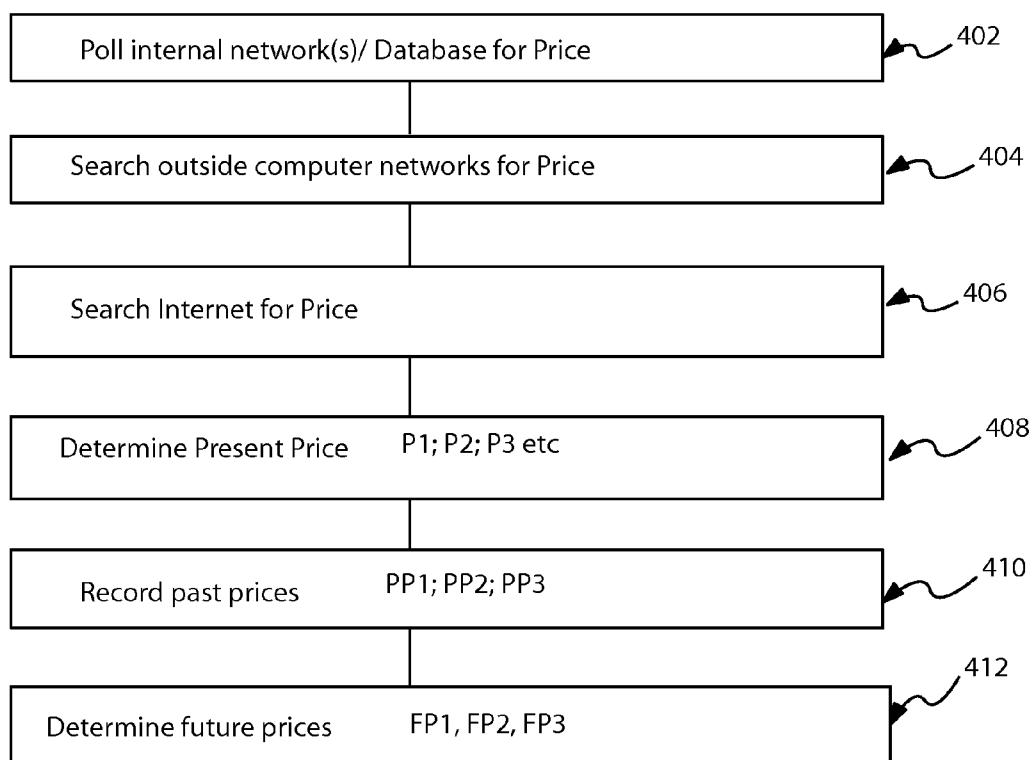 Poll internal network(s)/ Database for Price
402
Search outside computer networks for Price
404
Search Internet for Price
406
Determine Present Price P1; P2; P3 etc
408
Record past prices PP1; PP2; PP3
410
Determine future prices FP1, FP2, FP3
412